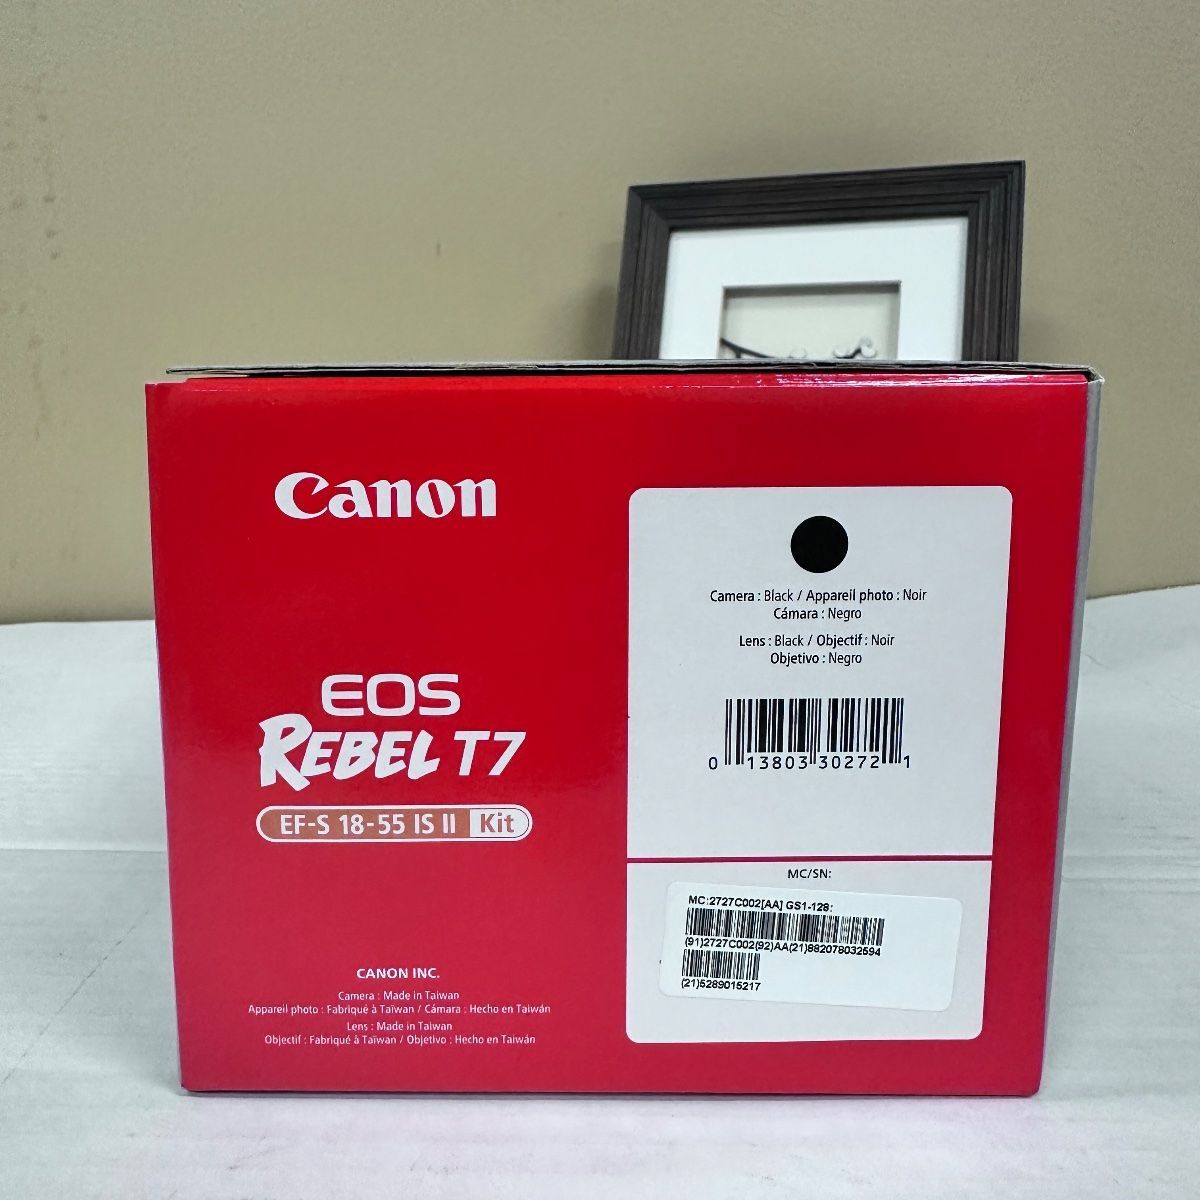 Canon
EOS
REBEL T7
EF-S 18-55 IS II Kit
CANON INC.
Camera : Made in Taiwan
Appareil photo : Fabriqué à Taïwan / Cámara : Hecho en Taiwán
Lens : Made in Taiwan
Objectif : Fabriqué à Taïwan / Objetivo : Hecho en Taiwán
Camera : Black / Appareil photo : Noir
Cámara : Negro
Lens : Black / Objectif : Noir
Objetivo : Negro
0 13803 30272 1
MC/SN:
MC:2727C002[AA] GS1-128:
(91)2727C002(92)AA(21)882078032594
(21)5289015217